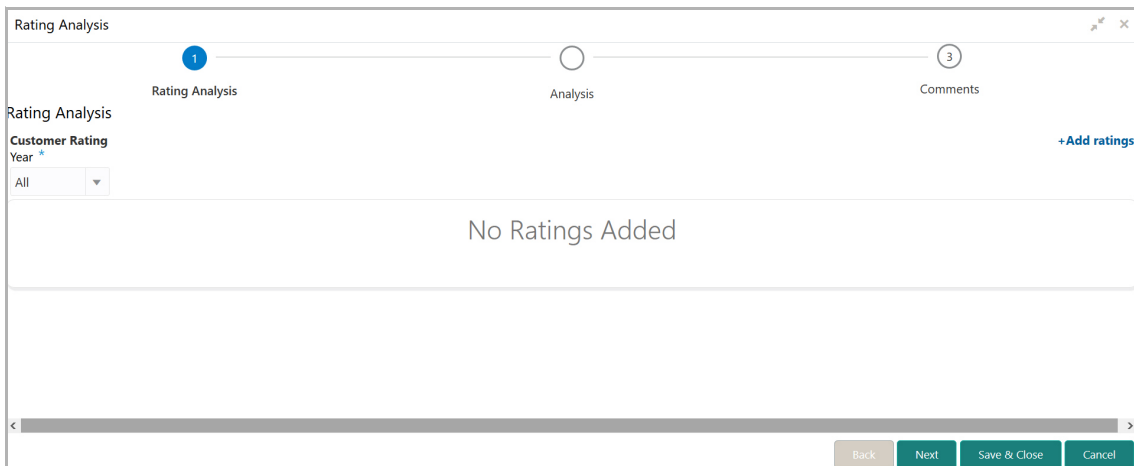 Rating Analysis
1
3
Rating Analysis
Analysis
Comments
Rating Analysis
Customer Rating
+Add ratings
Year *
All
No Ratings Added
Back Next Save & Close Cancel